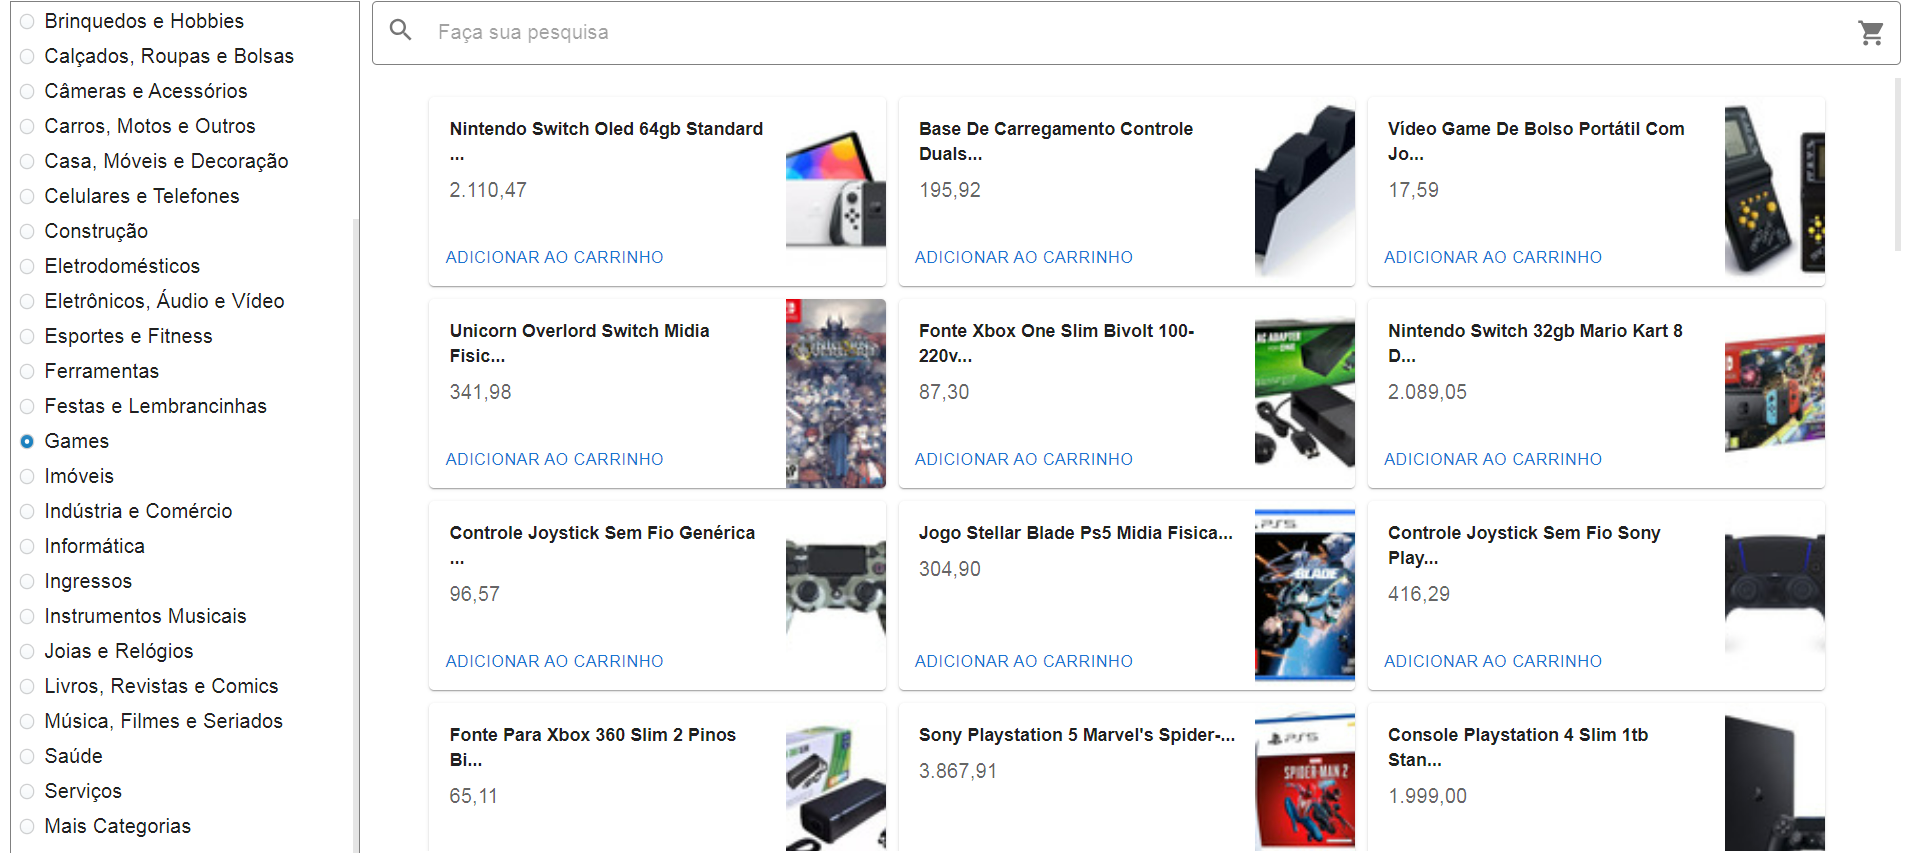 Brinquedos e Hobbies
Calçados, Roupas e Bolsas
Câmeras e Acessórios
Carros, Motos e Outros
Casa, Móveis e Decoração
Celulares e Telefones
Construção
Eletrodomésticos
Eletrônicos, Áudio e Vídeo
Esportes e Fitness
Ferramentas
Festas e Lembrancinhas
Games
Imóveis
Indústria e Comércio
Informática
Ingressos
Instrumentos Musicais
Joias e Relógios
Livros, Revistas e Comics
Música, Filmes e Seriados
Saúde
Serviços
Mais Categorias
Faça sua pesquisa
Nintendo Switch Oled 64gb Standard
...
2.110,47
ADICIONAR AO CARRINHO
Base De Carregamento Controle
Duals...
195,92
ADICIONAR AO CARRINHO
Vídeo Game De Bolso Portátil Com
Jo...
17,59
ADICIONAR AO CARRINHO
Unicorn Overlord Switch Midia
Fisic...
341,98
ADICIONAR AO CARRINHO
Fonte Xbox One Slim Bivolt 100-
220v...
87,30
ADICIONAR AO CARRINHO
AC ADAPTER
Nintendo Switch 32gb Mario Kart 8
D...
2.089,05
ADICIONAR AO CARRINHO
Controle Joystick Sem Fio Genérica
...
96,57
ADICIONAR AO CARRINHO
Jogo Stellar Blade Ps5 Midia Fisica...
304,90
ADICIONAR AO CARRINHO
PS5
BLADE
Controle Joystick Sem Fio Sony
Play...
416,29
ADICIONAR AO CARRINHO
Fonte Para Xbox 360 Slim 2 Pinos
Bi...
65,11
Sony Playstation 5 Marvel's Spider-...
3.867,91
PS5
SPIDER-MAN 2
Console Playstation 4 Slim 1tb
Stan...
1.999,00